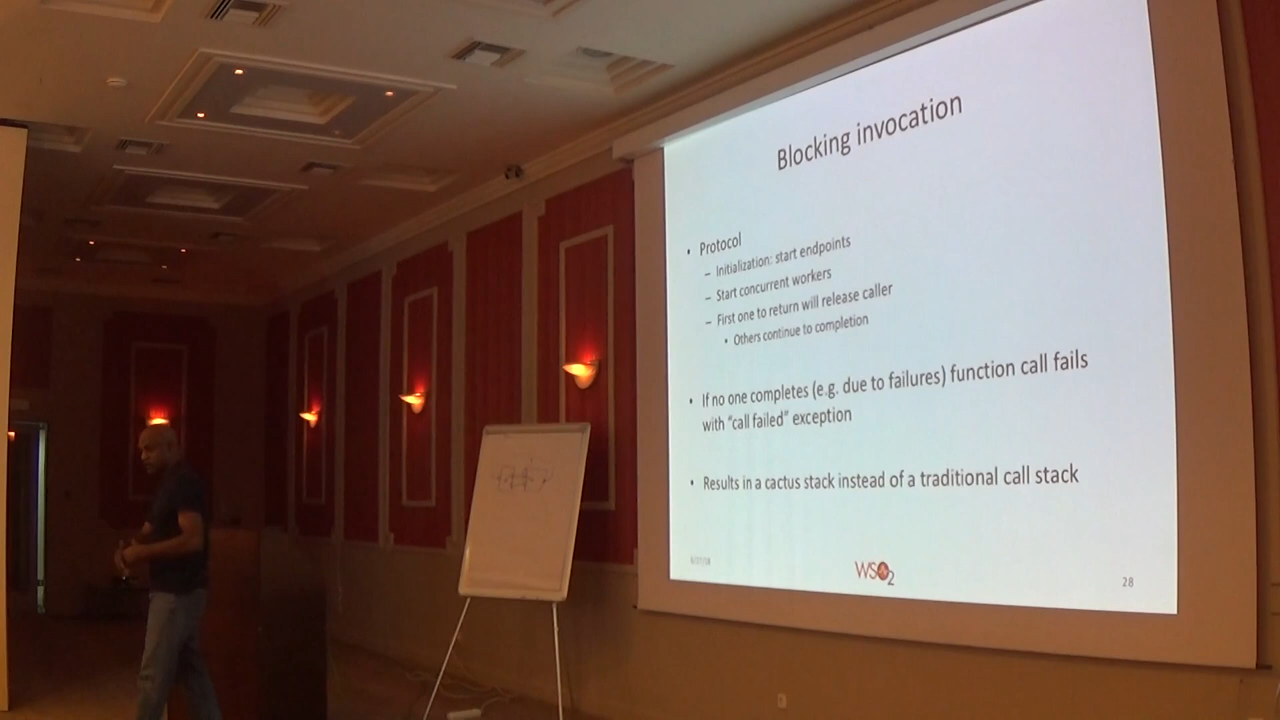 Blocking invocation
• Protocol
– Initialization: start endpoints
– Start concurrent workers
– First one to return will release caller
• Others continue to completion
• If no one completes (e.g. due to failures) function call fails
with “call failed” exception
• Results in a cactus stack instead of a traditional call stack
WSO2
28